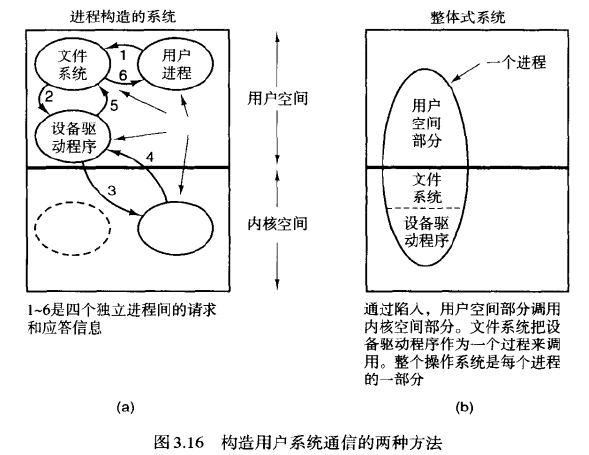 进程构造的系统
整体式系统
文件
系统
1
6
用户
进程
2
5
设备驱
动程序
3
4
用户空间
内核空间
一个进程
用户
空间
部分
文件
系统
设备驱
动程序
1~6是四个独立进程间的请求
和应答信息
通过陷入，用户空间部分调用
内核空间部分。文件系统把设
备驱动程序作为一个过程来调
用。整个操作系统是每个进程
的一部分
(a)
(b)
图3.16 构造用户系统通信的两种方法